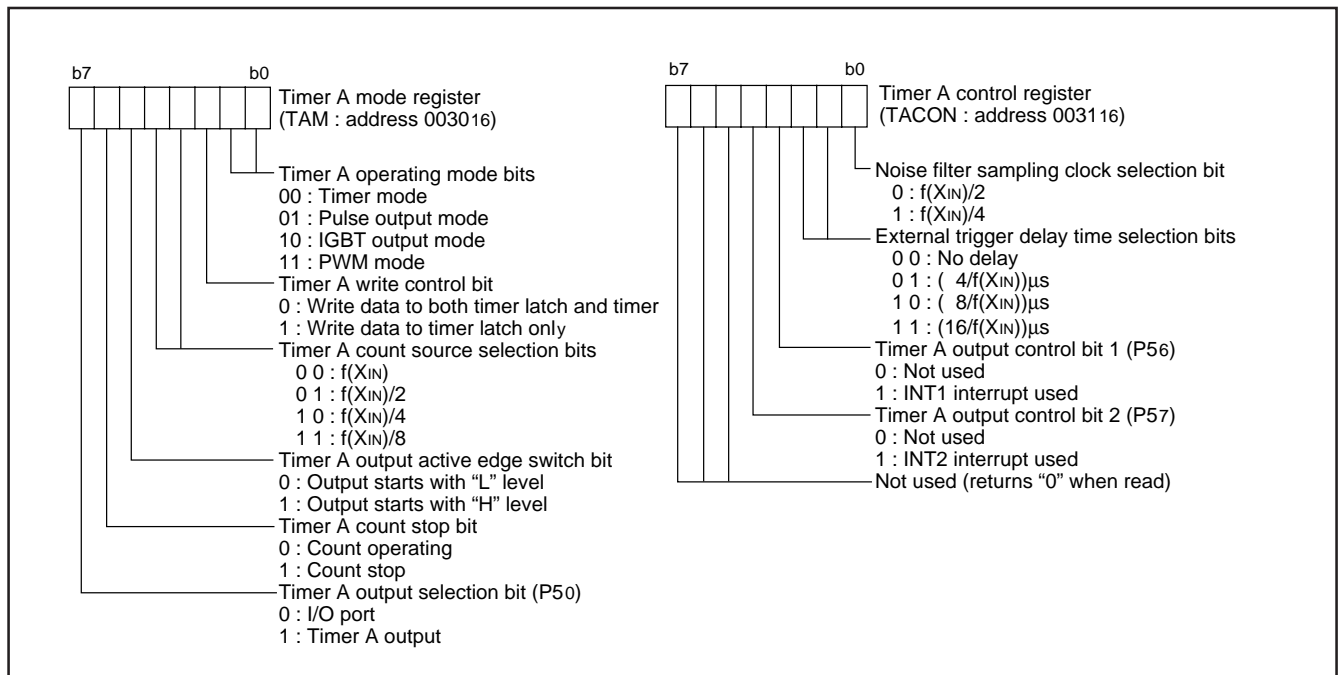 b7 b0
Timer A mode register
(TAM : address 003016)
Timer A operating mode bits
00 : Timer mode
01 : Pulse output mode
10 : IGBT output mode
11 : PWM mode
Timer A write control bit
0 : Write data to both timer latch and timer
1 : Write data to timer latch only
Timer A count source selection bits
0 0 : f(XIN)
0 1 : f(XIN)/2
1 0 : f(XIN)/4
1 1 : f(XIN)/8
Timer A output active edge switch bit
0 : Output starts with “L” level
1 : Output starts with “H” level
Timer A count stop bit
0 : Count operating
1 : Count stop
Timer A output selection bit (P50)
0 : I/O port
1 : Timer A output
b7 b0
Timer A control register
(TACON : address 003116)
Noise filter sampling clock selection bit
0 : f(XIN)/2
1 : f(XIN)/4
External trigger delay time selection bits
0 0 : No delay
0 1 : ( 4/f(XIN))µs
1 0 : ( 8/f(XIN))µs
1 1 : (16/f(XIN))µs
Timer A output control bit 1 (P56)
0 : Not used
1 : INT1 interrupt used
Timer A output control bit 2 (P57)
0 : Not used
1 : INT2 interrupt used
Not used (returns “0” when read)